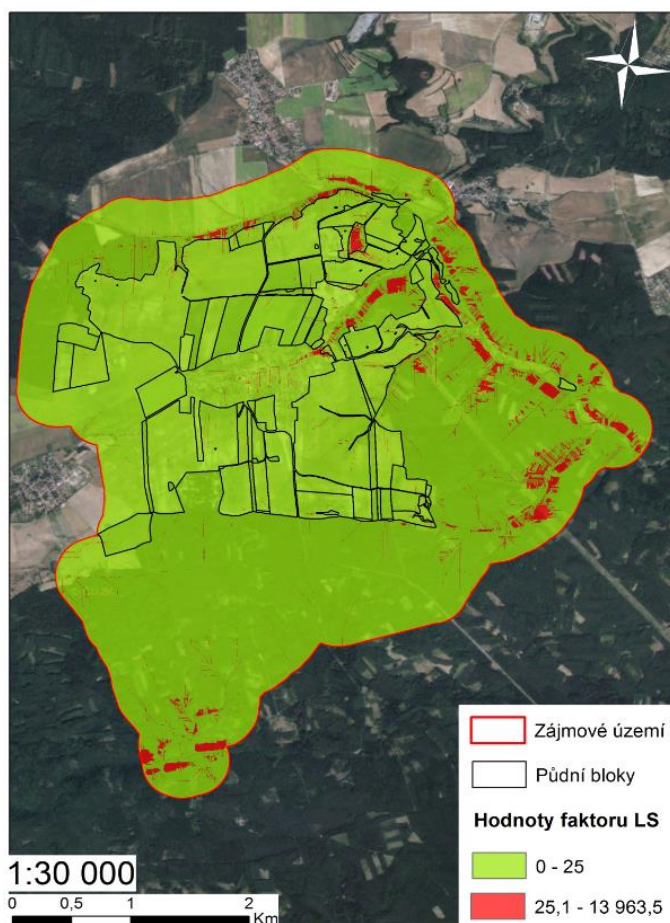 Zájmové území
Půdní bloky
Hodnoty faktoru LS
0 - 25
25,1 - 13 963,5
1:30 000
0 0,5 1 2
Km